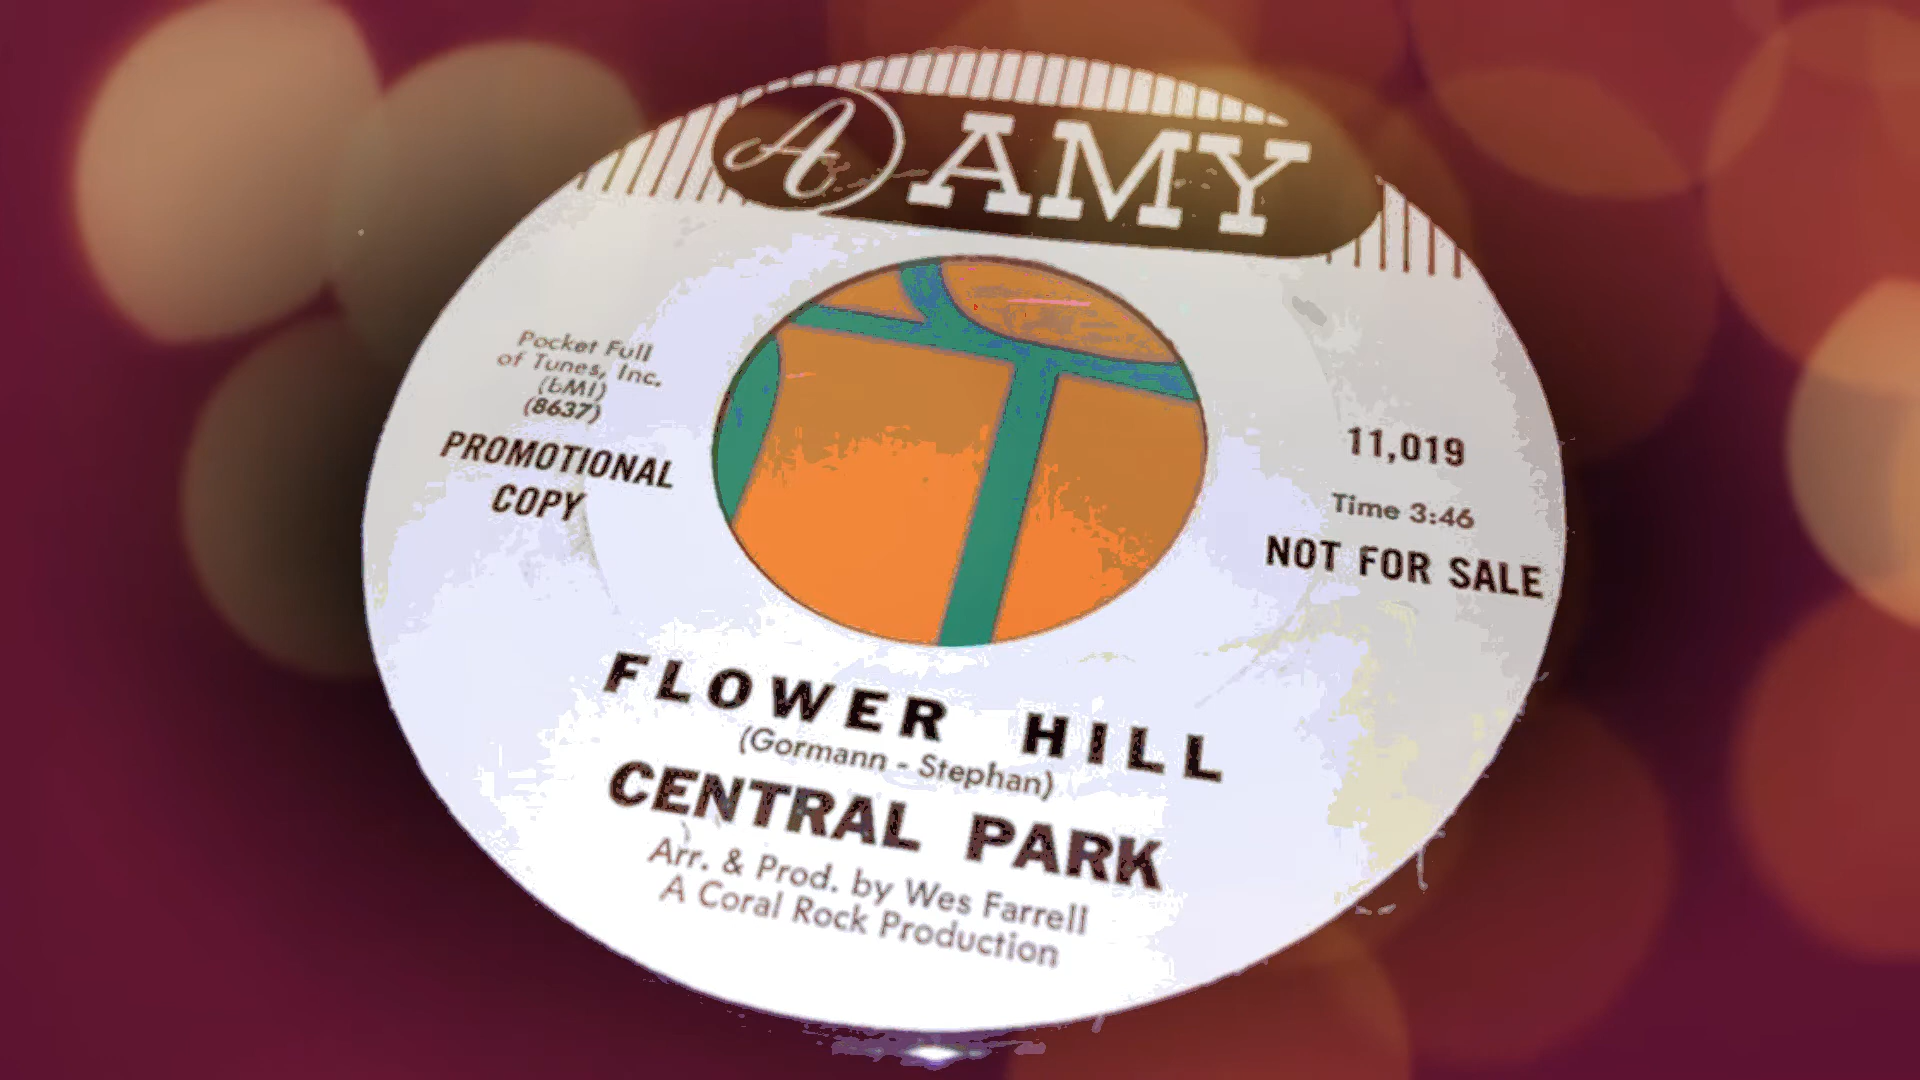 A AMY
Pocket Full
of Tunes, Inc.
(BMI)
(8637)
PROMOTIONAL
COPY
11,019
Time 3:46
NOT FOR SALE
FLOWER HILL
(Gormann - Stephan)
CENTRAL PARK
Arr. & Prod. by Wes Farrell
A Coral Rock Production